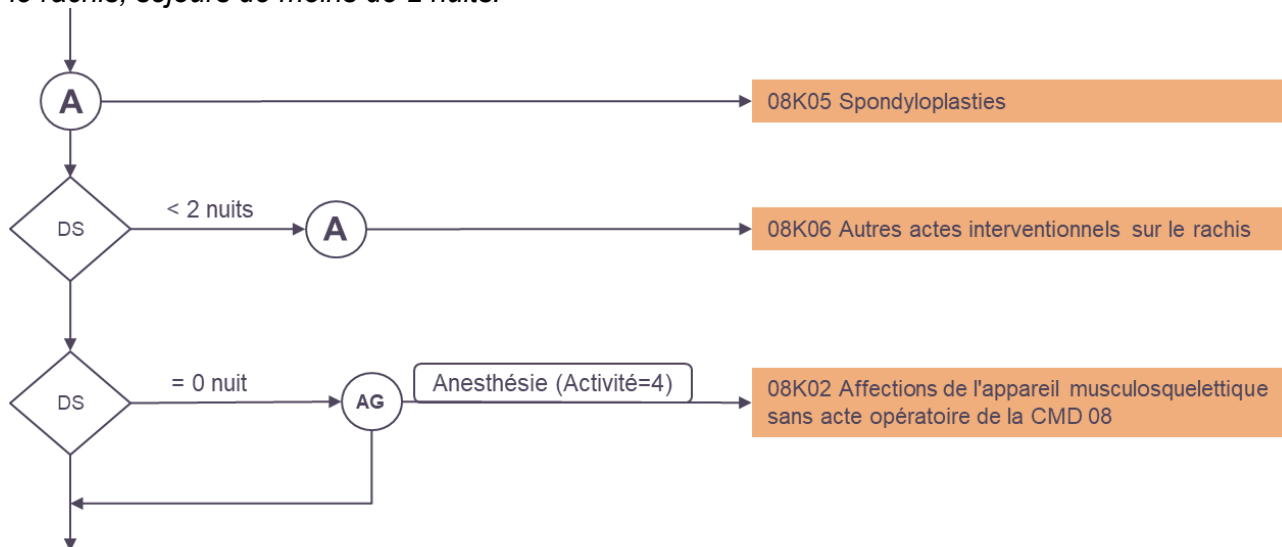 le rachis, séjours de moins de 2 nuits.
A
08K05 Spondyloplasties
DS
< 2 nuits
A
08K06 Autres actes interventionnels sur le rachis
DS
= 0 nuit
AG
Anesthésie (Activité=4)
08K02 Affections de l'appareil musculosquelettique
sans acte opératoire de la CMD 08